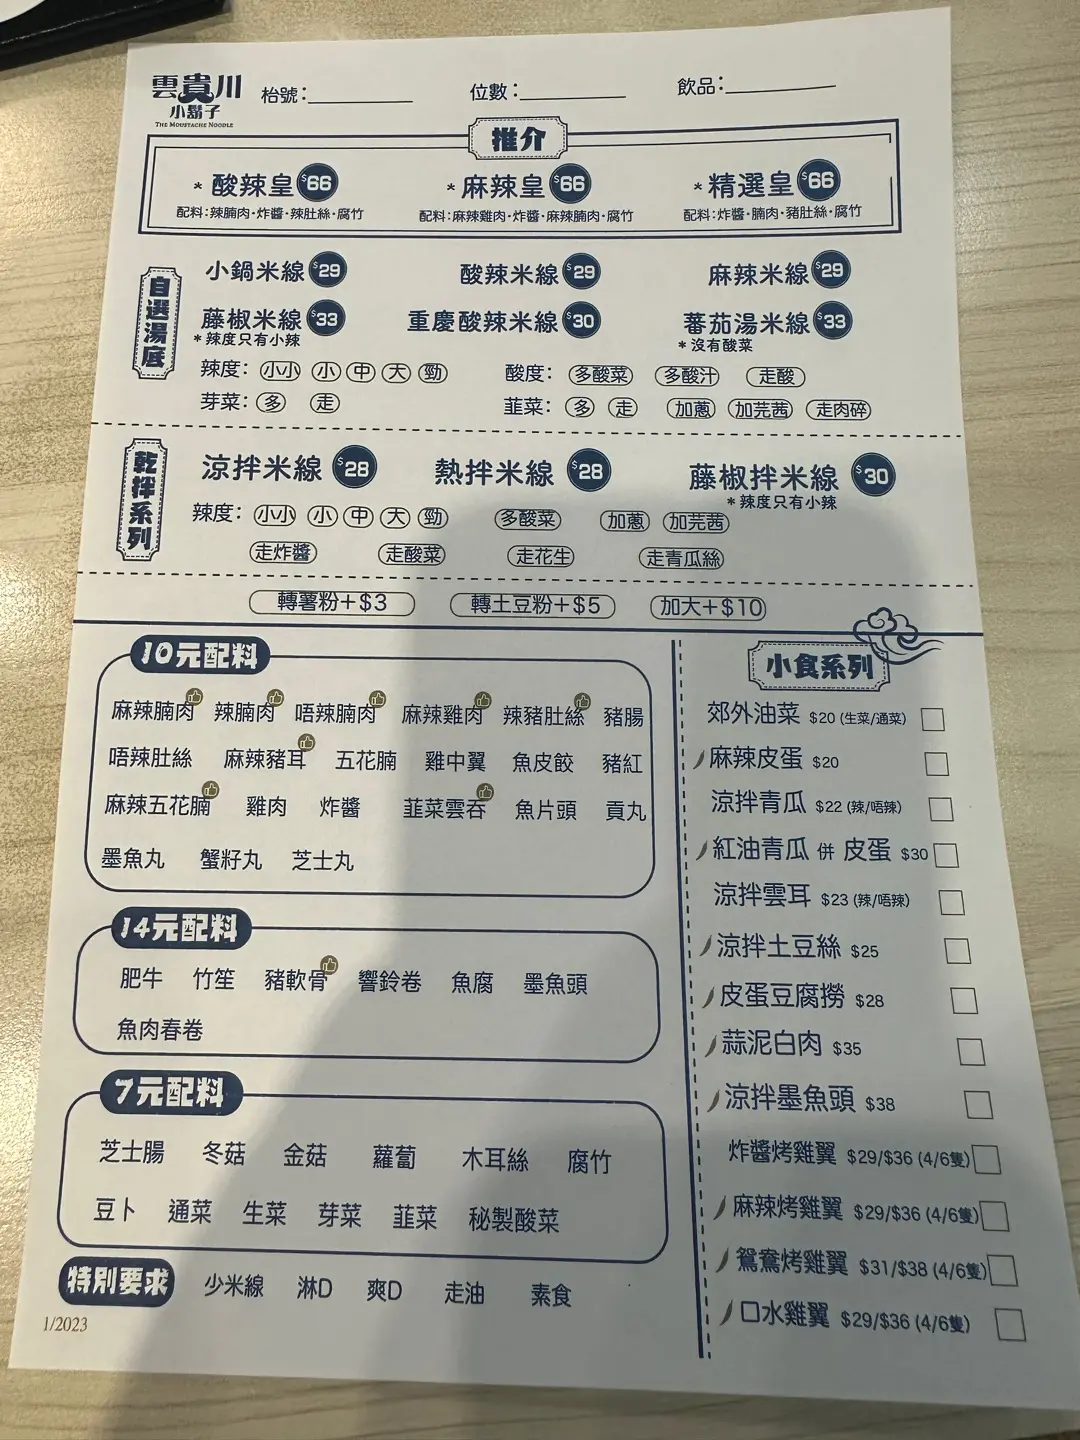 雲貴川
小鬍子
THE MOUSTACHE NOODLE
枱號：
位數：
飲品：
推介
*酸辣皇 $66
配料：辣腩肉・炸醬・辣肚絲・腐竹
*麻辣皇 $66
配料：麻辣雞肉・炸醬・麻辣腩肉・腐竹
*精選皇 $66
配料：炸醬・腩肉・豬肚絲・腐竹
自選湯底
小鍋米線 $29
酸辣米線 $29
麻辣米線 $29
藤椒米線 $33
*辣度只有小辣
重慶酸辣米線 $30
蕃茄湯米線 $33
*沒有酸菜
辣度： 小小 小 中 大 勁
酸度： 多酸菜 多酸汁 走酸
芽菜： 多 走
韮菜： 多 走 加蔥 加芫茜 走肉碎
乾拌系列
涼拌米線 $28
熱拌米線 $28
藤椒拌米線 $30
*辣度只有小辣
辣度： 小小 小 中 大 勁 多酸菜 加蔥 加芫茜
走炸醬 走酸菜 走花生 走青瓜絲
轉薯粉+$3 轉土豆粉+$5 加大+$10
10元配料
麻辣腩肉 辣腩肉 唔辣腩肉 麻辣雞肉 辣豬肚絲 豬腸
唔辣肚絲 麻辣豬耳 五花腩 雞中翼 魚皮餃 豬紅
麻辣五花腩 雞肉 炸醬 韮菜雲吞 魚片頭 貢丸
墨魚丸 蟹籽丸 芝士丸
14元配料
肥牛 竹笙 豬軟骨 響鈴卷 魚腐 墨魚頭
魚肉春卷
7元配料
芝士腸 冬菇 金菇 蘿蔔 木耳絲 腐竹
豆卜 通菜 生菜 芽菜 韮菜 秘製酸菜
特別要求
少米線 淋D 爽D 走油 素食
1/2023
小食系列
郊外油菜 $20 (生菜/通菜)
麻辣皮蛋 $20
涼拌青瓜 $22 (辣/唔辣)
紅油青瓜 併 皮蛋 $30
涼拌雲耳 $23 (辣/唔辣)
涼拌土豆絲 $25
皮蛋豆腐撈 $28
蒜泥白肉 $35
涼拌墨魚頭 $38
炸醬烤雞翼 $29/$36 (4/6隻)
麻辣烤雞翼 $29/$36 (4/6隻)
鴛鴦烤雞翼 $31/$38 (4/6隻)
口水雞翼 $29/$36 (4/6隻)